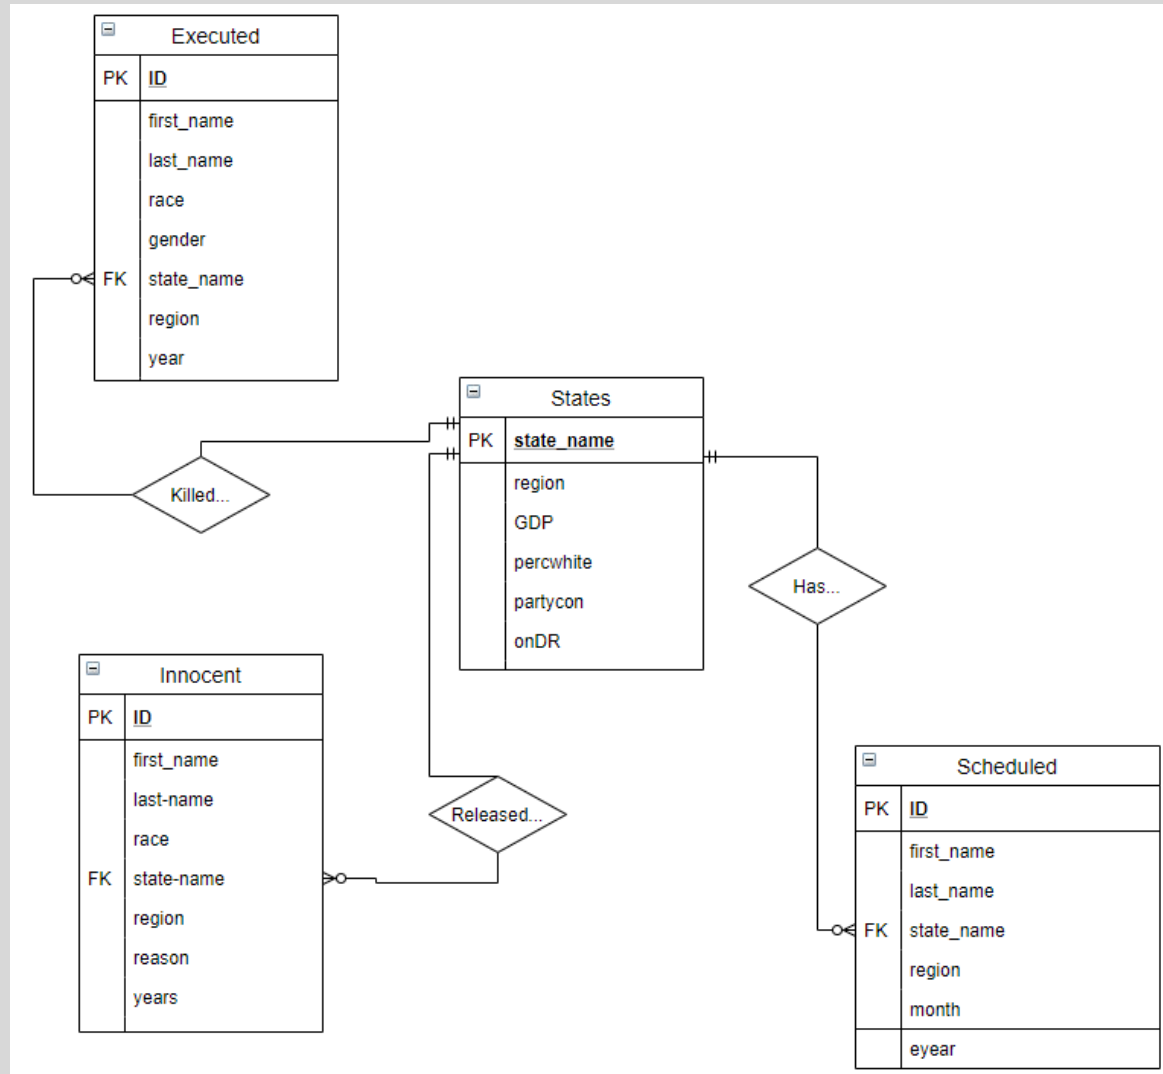 Executed
PK ID
first_name
last_name
race
gender
FK state_name
region
year
States
PK state_name
region
GDP
percwhite
partycon
onDR
Killed...
Has...
Innocent
PK ID
first_name
last-name
race
FK state-name
region
reason
years
Released...
Scheduled
PK ID
first_name
last_name
FK state_name
region
month
eyear